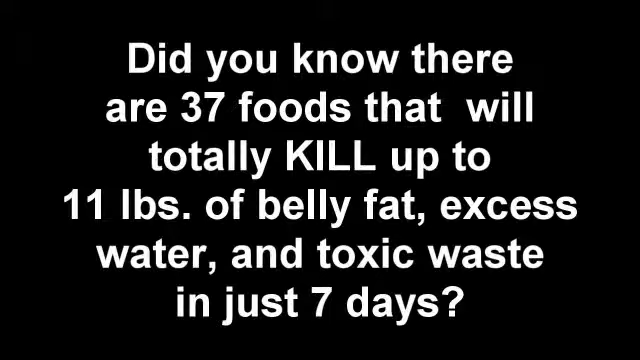 Did you know there
are 37 foods that  will
totally KILL up to
11 lbs. of belly fat, excess
water, and toxic waste
in just 7 days?